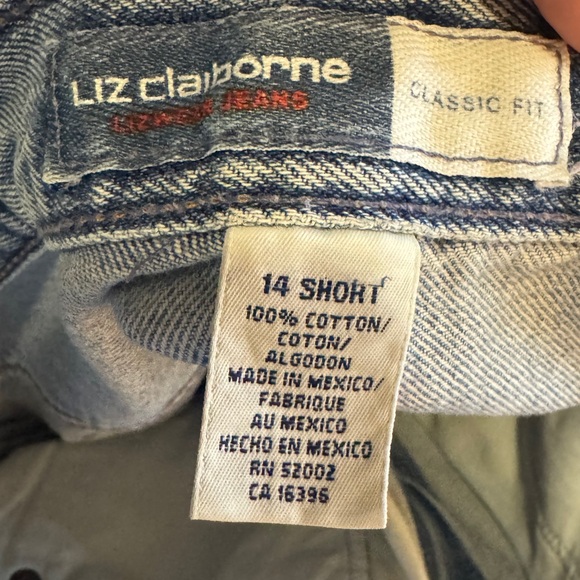 LIZ claiborne
LIZWEAR JEANS
CLASSIC FIT
14 SHORT
100% COTTON/
COTON/
ALGODON
MADE IN MEXICO/
FABRIQUE
AU MEXICO
HECHO EN MEXICO
RN 52002
CA 16396